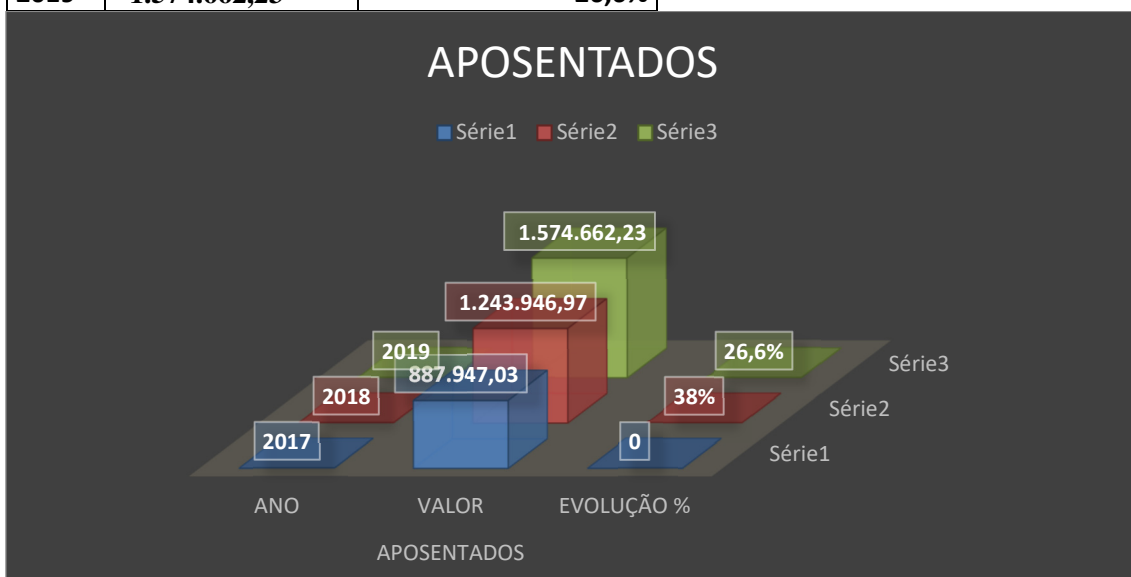 APOSENTADOS
Série1 Série2 Série3
1.574.662,23
1.243.946,97
2019 887.947,03 26,6% Série3
2018 38% Série2
2017 0 Série1
ANO VALOR EVOLUÇÃO %
APOSENTADOS